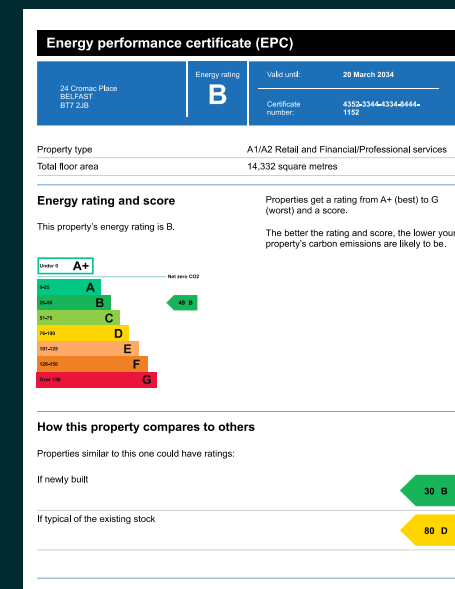 Energy performance certificate (EPC)
24 Cromac Place
BELFAST
BT7 2JB
Energy rating
B
Valid until:
20 March 2034
Certificate
number:
4352-3344-4334-8444-
1152
Property type
A1/A2 Retail and Financial/Professional services
Total floor area
14,332 square metres
Energy rating and score
This property's energy rating is B.
Properties get a rating from A+ (best) to G
(worst) and a score.
The better the rating and score, the lower your
property's carbon emissions are likely to be.
Under 0 A+
Net zero CO2
0-25 A
26-50 B
49 B
51-75 C
76-100 D
101-125 E
126-150 F
Over 150 G
How this property compares to others
Properties similar to this one could have ratings:
If newly built
30 B
If typical of the existing stock
80 D